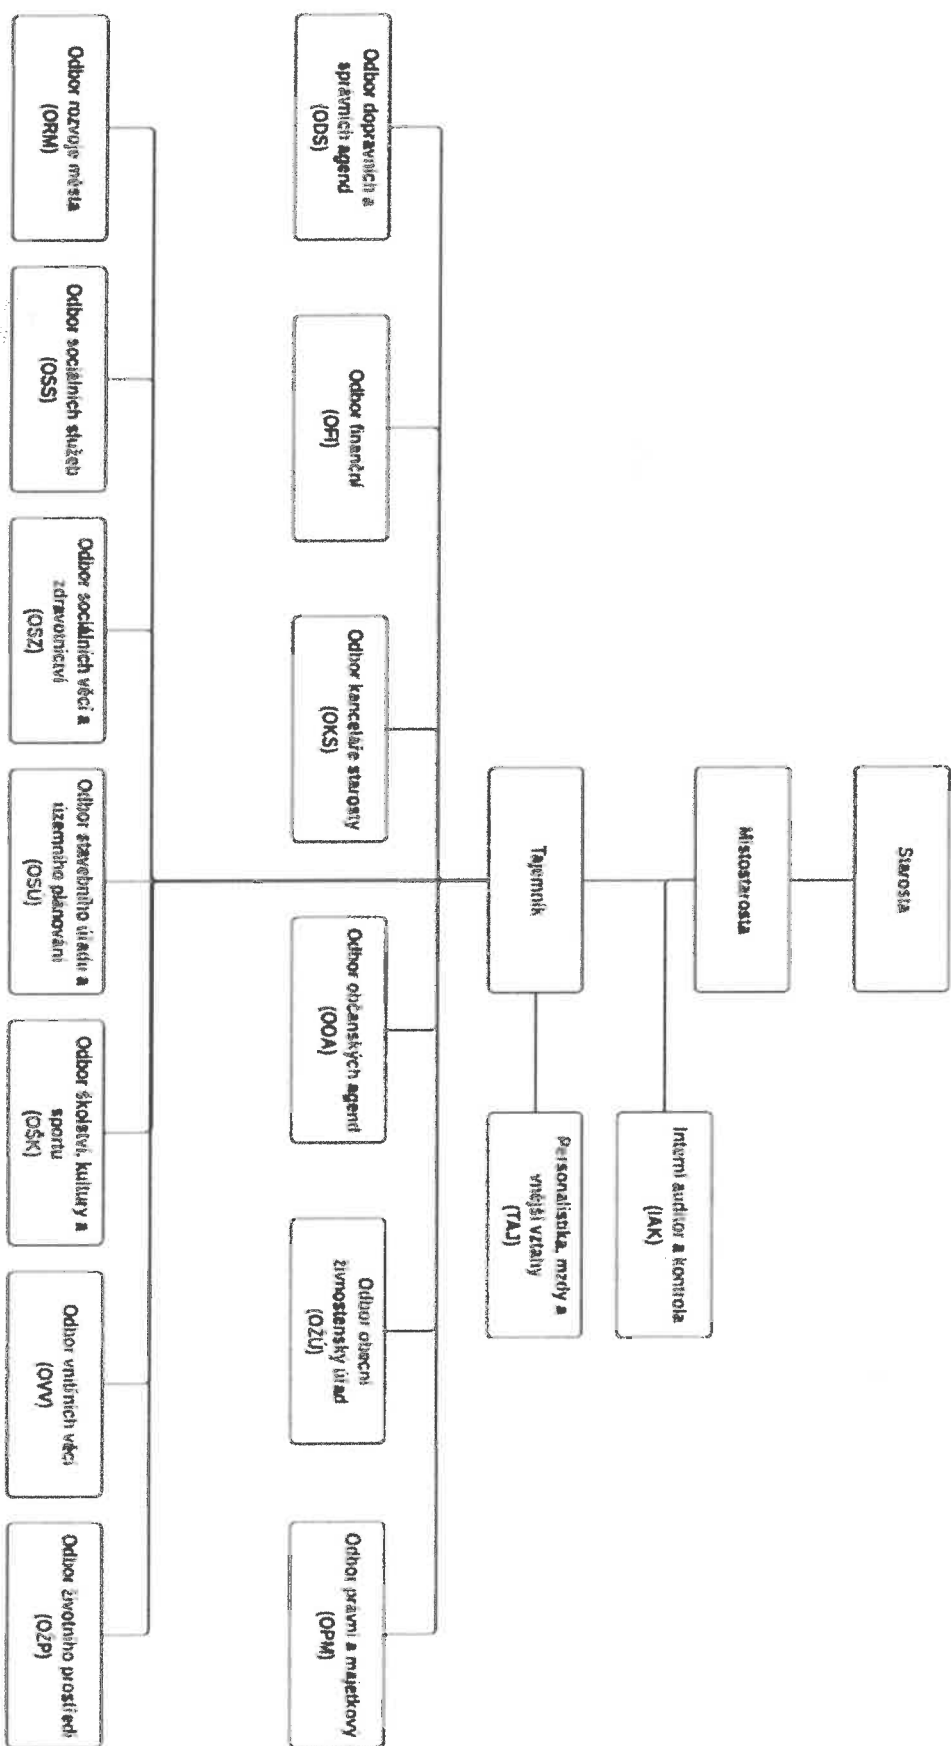 Starosta
Místostarosta
Interní auditor a kontrola
(IAK)
Tajemník
Personalistika, mzdy a
vnější vztahy
(TAJ)
Odbor dopravních a
správních agend
(ODS)
Odbor finanční
(OFI)
Odbor kanceláře starosty
(OKS)
Odbor občanských agend
(OOA)
Odbor obecní
živnostenský úřad
(OŽÚ)
Odbor právní a majetkový
(OPM)
Odbor rozvoje města
(ORM)
Odbor sociálních služeb
(OSS)
Odbor sociálních věcí a
zdravotnictví
(OSZ)
Odbor stavebního úřadu a
územního plánování
(OSÚ)
Odbor školství, kultury a
sportu
(OŠK)
Odbor vnitřních věcí
(OVV)
Odbor životního prostředí
(OŽP)